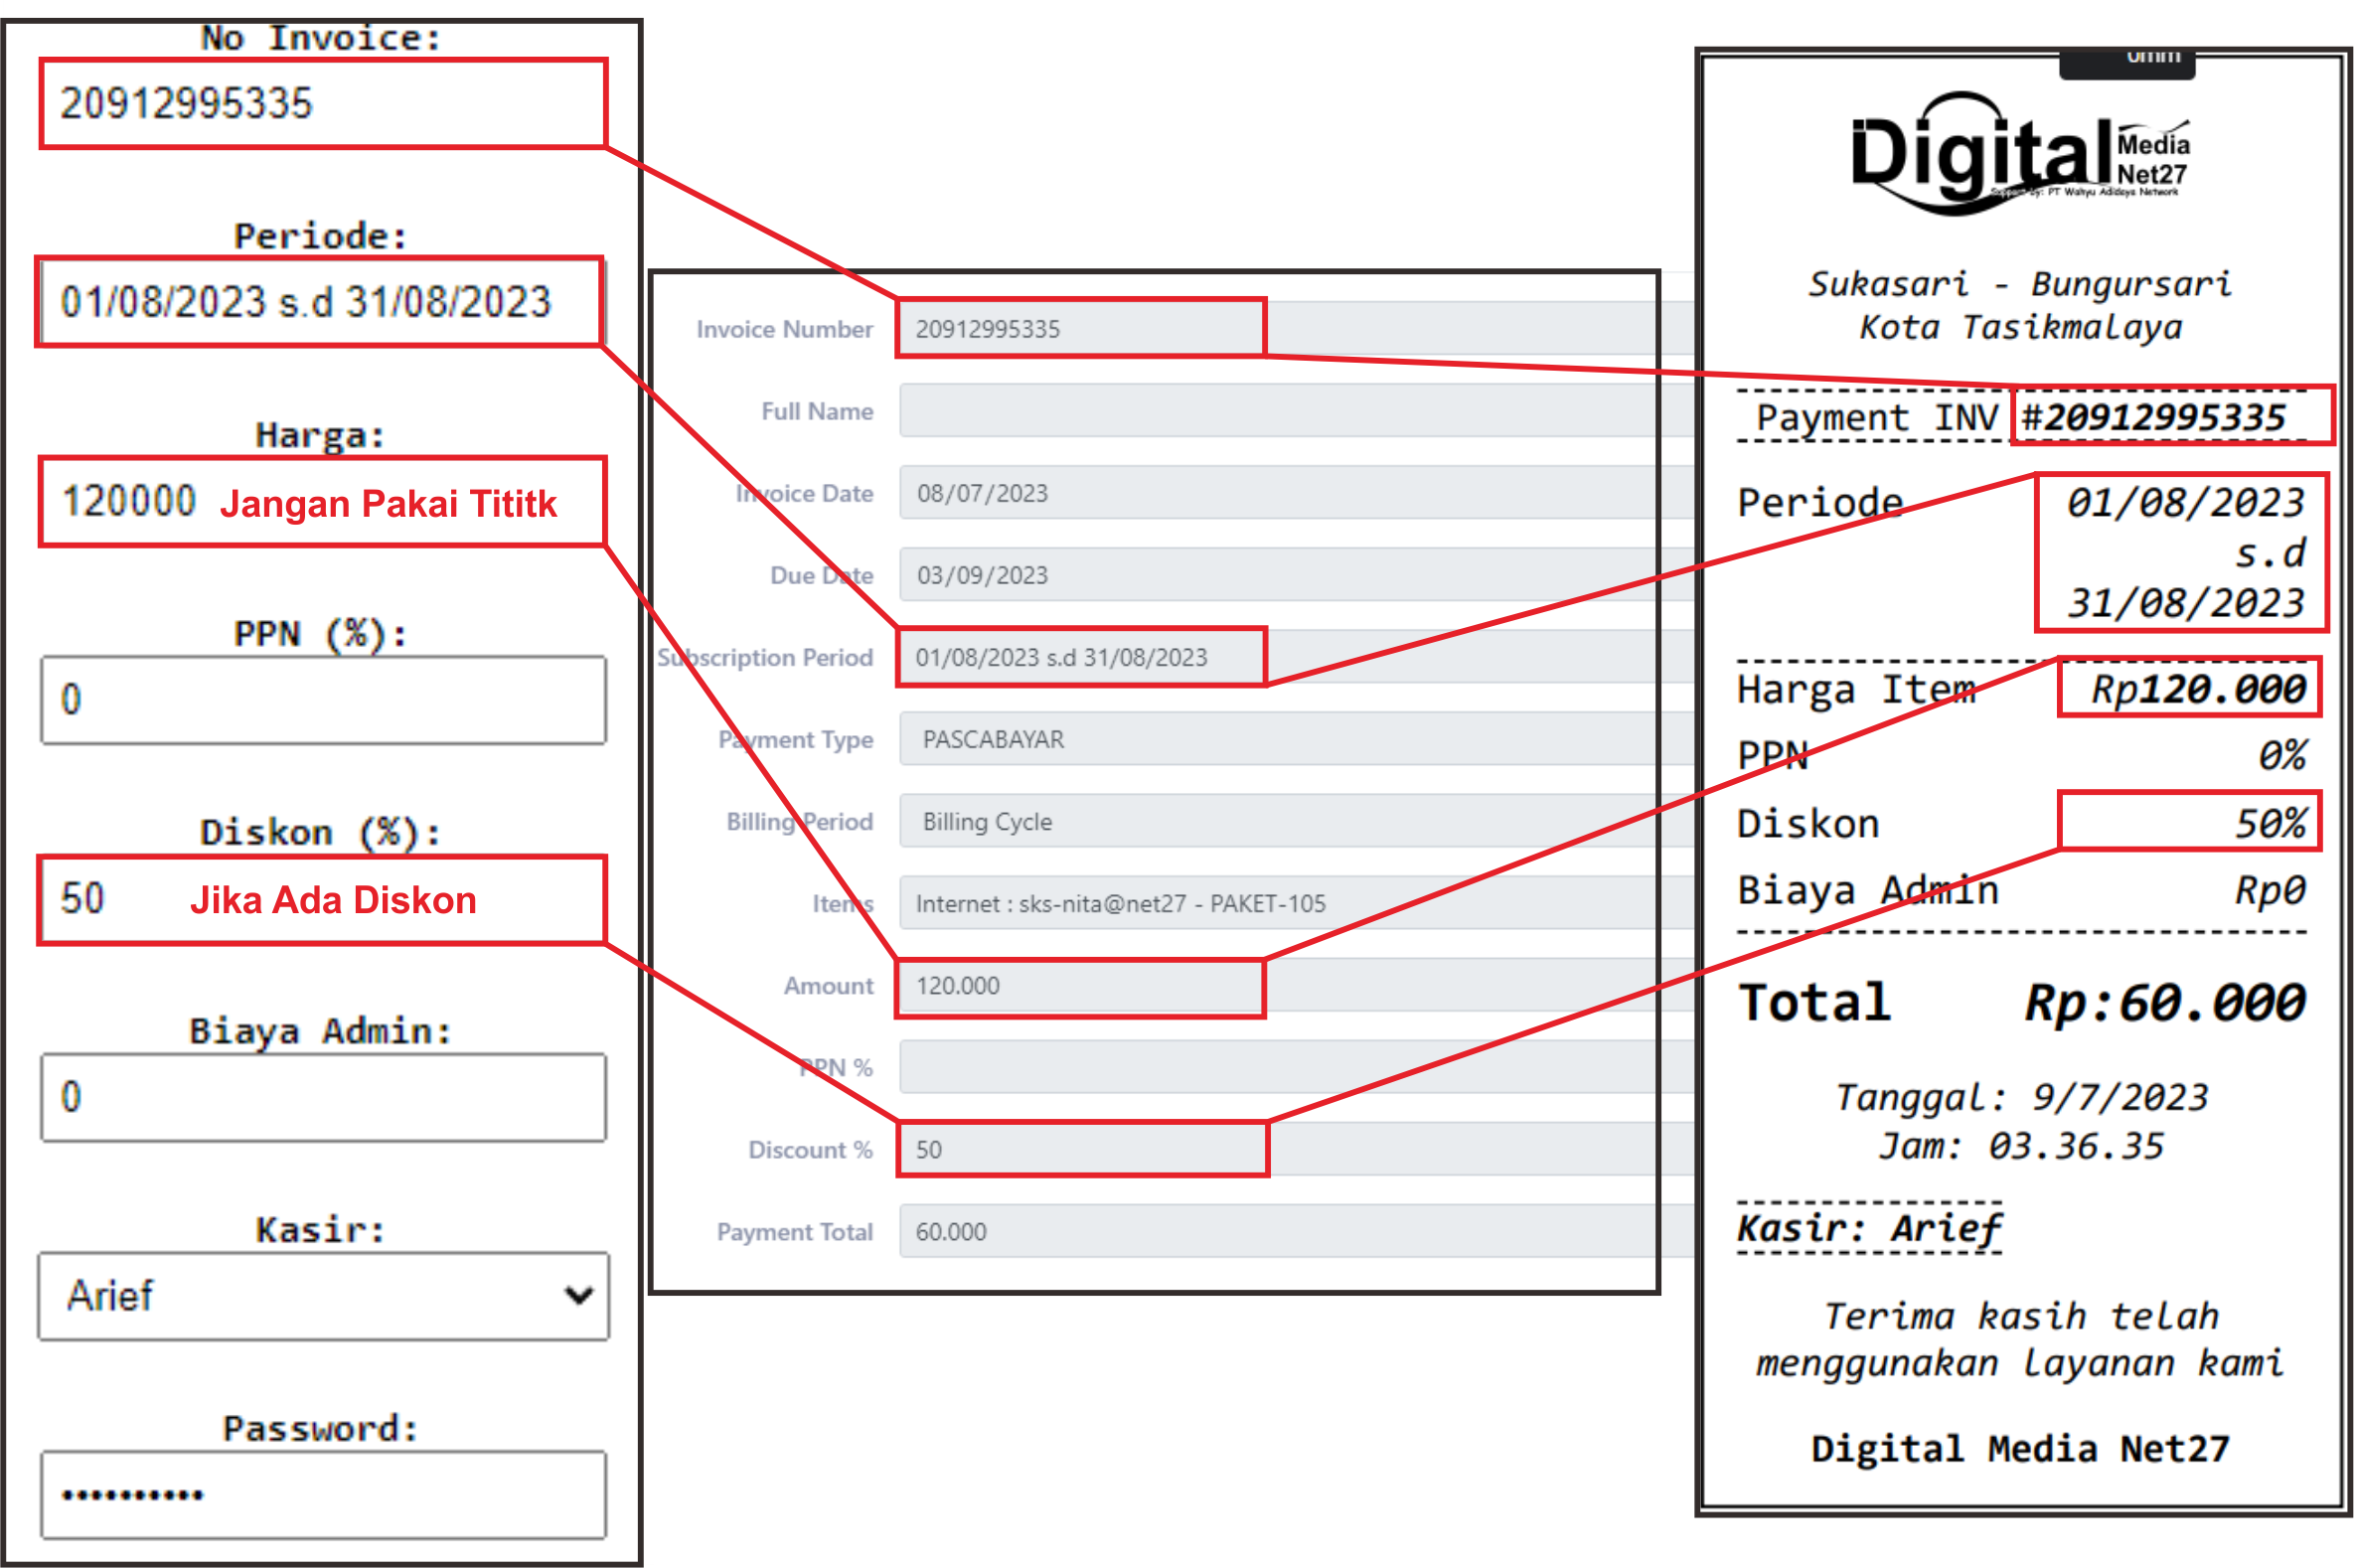 No Invoice:
20912995335
Periode:
01/08/2023 s.d 31/08/2023
Harga:
120000 Jangan Pakai Tititk
PPN (%):
0
Diskon (%):
50 Jika Ada Diskon
Biaya Admin:
0
Kasir:
Arief
Password:
••••••••••
Invoice Number 20912995335
Full Name
Invoice Date 08/07/2023
Due Date 03/09/2023
Subscription Period 01/08/2023 s.d 31/08/2023
Payment Type PASCABAYAR
Billing Period Billing Cycle
Items Internet : sks-nita@net27 - PAKET-105
Amount 120.000
PPN %
Discount % 50
Payment Total 60.000
Digital Media Net27
Support by: PT Wahyu Adidaya Network
Sukasari - Bungursari
Kota Tasikmalaya
Payment INV #20912995335
Periode 01/08/2023
s.d
31/08/2023
Harga Item Rp120.000
PPN 0%
Diskon 50%
Biaya Admin Rp0
Total Rp:60.000
Tanggal: 9/7/2023
Jam: 03.36.35
Kasir: Arief
Terima kasih telah
menggunakan layanan kami
Digital Media Net27